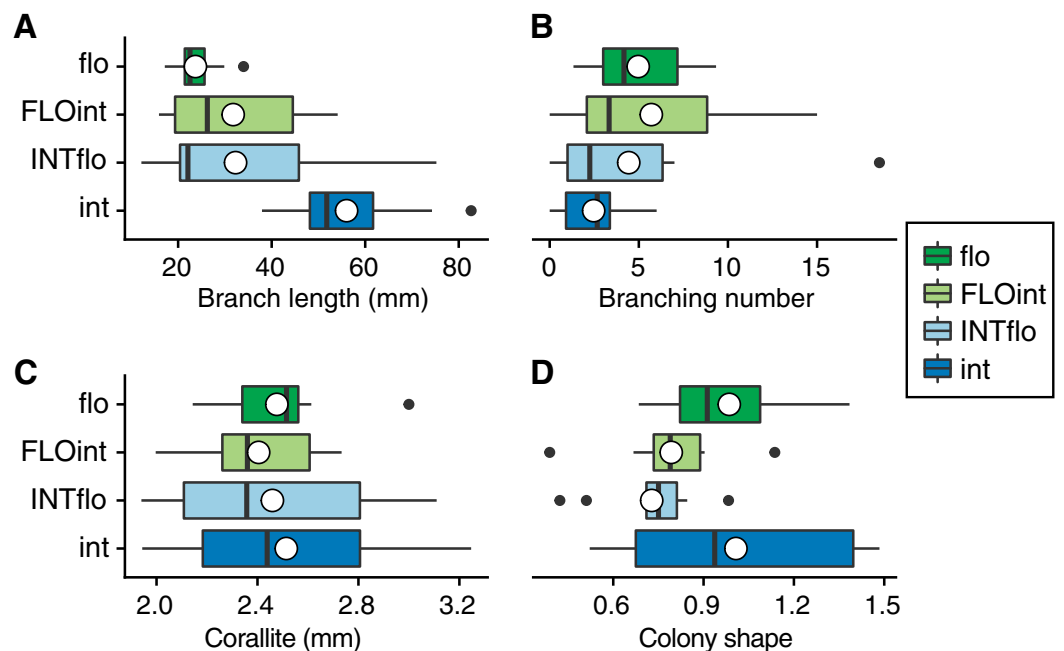 A
B
flo
FLOint
INTflo
int
20 40 60 80
0 5 10 15
Branch length (mm)
Branching number
flo
FLOint
INTflo
int
C
D
flo
FLOint
INTflo
int
2.0 2.4 2.8 3.2
0.6 0.9 1.2 1.5
Corallite (mm)
Colony shape